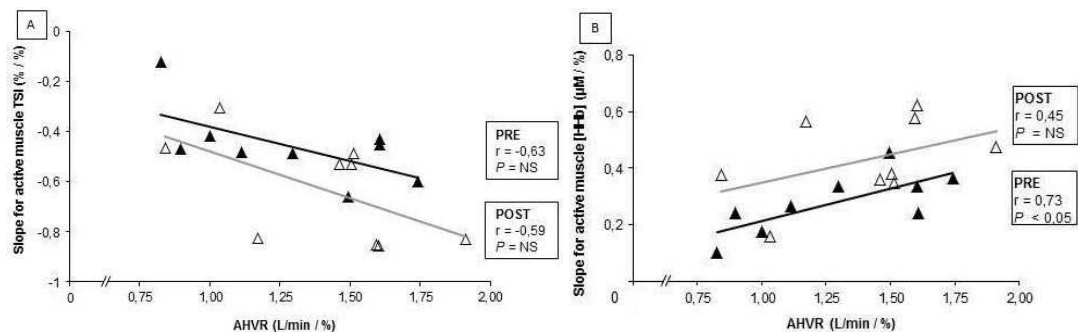 A
Slope for active muscle TSI (% / %)
-0
-0,2
-0,4
-0,6
-0,8
-1
0
0,75
1,00
1,25
1,50
1,75
2,00
AHVR (L/min / %)
PRE
r = -0,63
P = NS
POST
r = -0,59
P = NS
B
Slope for active muscle [HHb] (µM / %)
0,8
0,6
0,4
0,2
0
0,75
1,00
1,25
1,50
1,75
2,00
AHVR (L/min / %)
POST
r = 0,45
P = NS
PRE
r = 0,73
P < 0,05